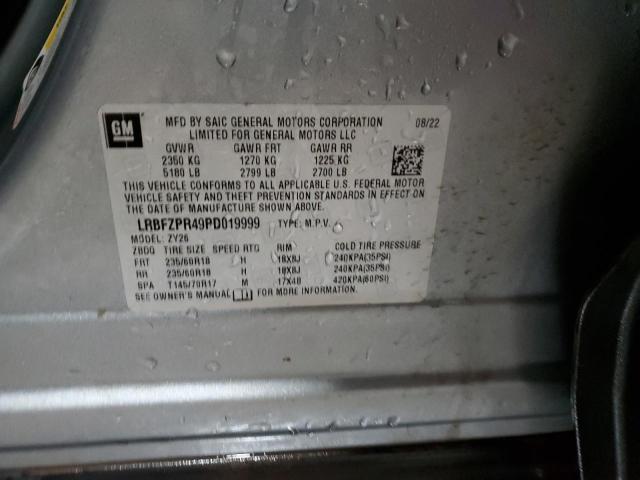 GM
MFD BY SAIC GENERAL MOTORS CORPORATION 08/22
LIMITED FOR GENERAL MOTORS LLC
GVWR GAWR FRT GAWR RR
2350 KG 1270 KG 1225 KG
5180 LB 2799 LB 2700 LB
THIS VEHICLE CONFORMS TO ALL APPLICABLE U.S. FEDERAL MOTOR
VEHICLE SAFETY AND THEFT PREVENTION STANDARDS IN EFFECT ON
THE DATE OF MANUFACTURE SHOWN ABOVE.
LRBFZPR49PD019999 TYPE: M.P.V.
MODEL: ZY26
ZBDG TIRE SIZE SPEED RTG RIM COLD TIRE PRESSURE
FRT 235/60R18 H 18X8J 240KPA(35PSI)
RR 235/60R18 H 18X8J 240KPA(35PSI)
SPA T145/70R17 M 17X4B 420KPA(60PSI)
SEE OWNER'S MANUAL FOR MORE INFORMATION.